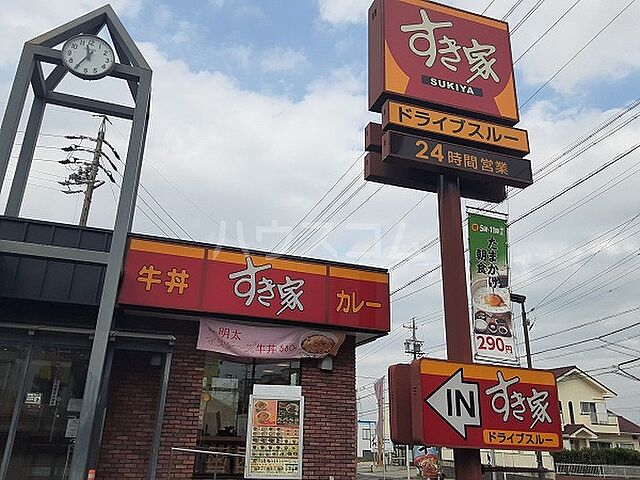 すき家
SUKIYA
ドライブスルー
24時間営業
牛丼 すき家 カレー
明太
牛丼 580
たまかけ朝食
290円
IN すき家
ドライブスルー